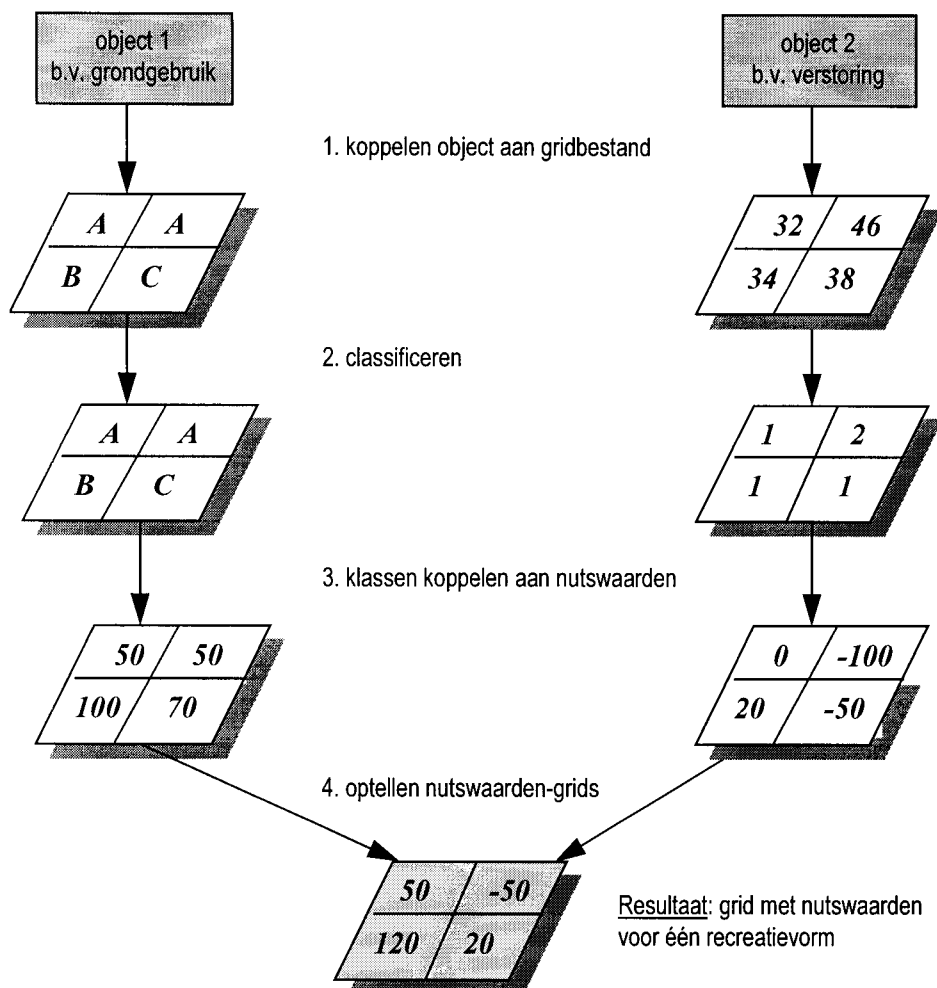 object 1
b.v. grondgebruik
object 2
b.v. verstoring
1. koppelen object aan gridbestand
A A
B C
32 46
34 38
2. classificeren
A A
B C
1 2
1 1
3. klassen koppelen aan nutswaarden
50 50
100 70
0 -100
20 -50
4. optellen nutswaarden-grids
50 -50
120 20
Resultaat: grid met nutswaarden
voor één recreatievorm